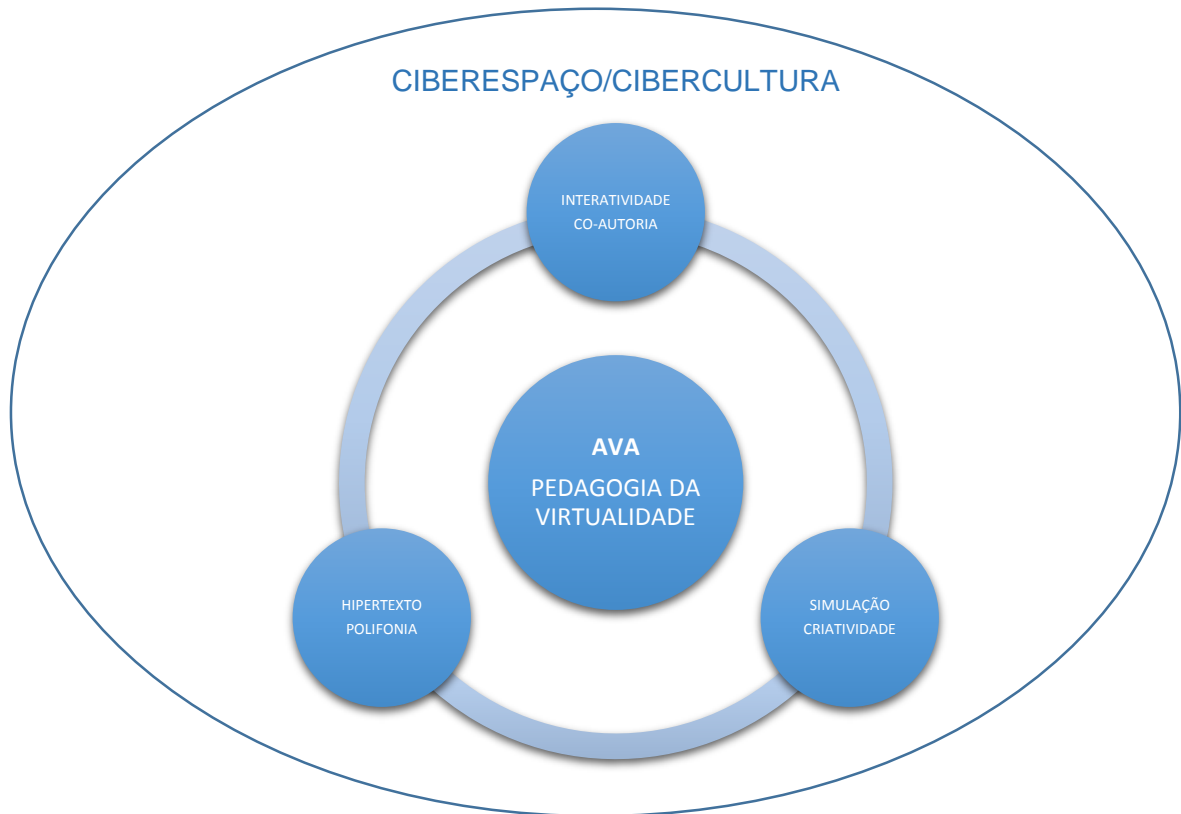 CIBERESPAÇO/CIBERCULTURA
INTERATIVIDADE
CO-AUTORIA
AVA
PEDAGOGIA DA
VIRTUALIDADE
HIPERTEXTO
POLIFONIA
SIMULAÇÃO
CRIATIVIDADE